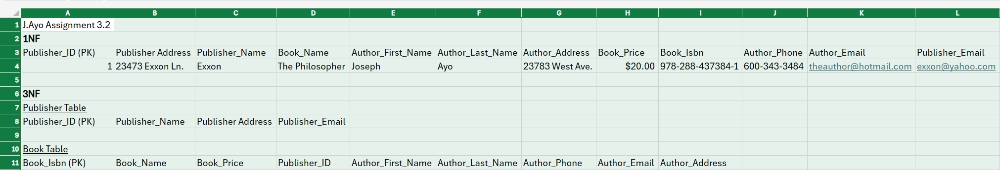 A B C D E F G H I J K L
1 J.Ayo Assignment 3.2
2 1NF
3 Publisher_ID (PK) Publisher Address Publisher_Name Book_Name Author_First_Name Author_Last_Name Author_Address Book_Price Book_Isbn Author_Phone Author_Email Publisher_Email
4 1 23473 Exxon Ln. Exxon The Philosopher Joseph Ayo 23783 West Ave. $20.00 978-288-437384-1 600-343-3484 theauthor@hotmail.com exxon@yahoo.com
5
6 3NF
7 Publisher Table
8 Publisher_ID (PK) Publisher_Name Publisher Address Publisher_Email
9
10 Book Table
11 Book_Isbn (PK) Book_Name Book_Price Publisher_ID Author_First_Name Author_Last_Name Author_Phone Author_Email Author_Address